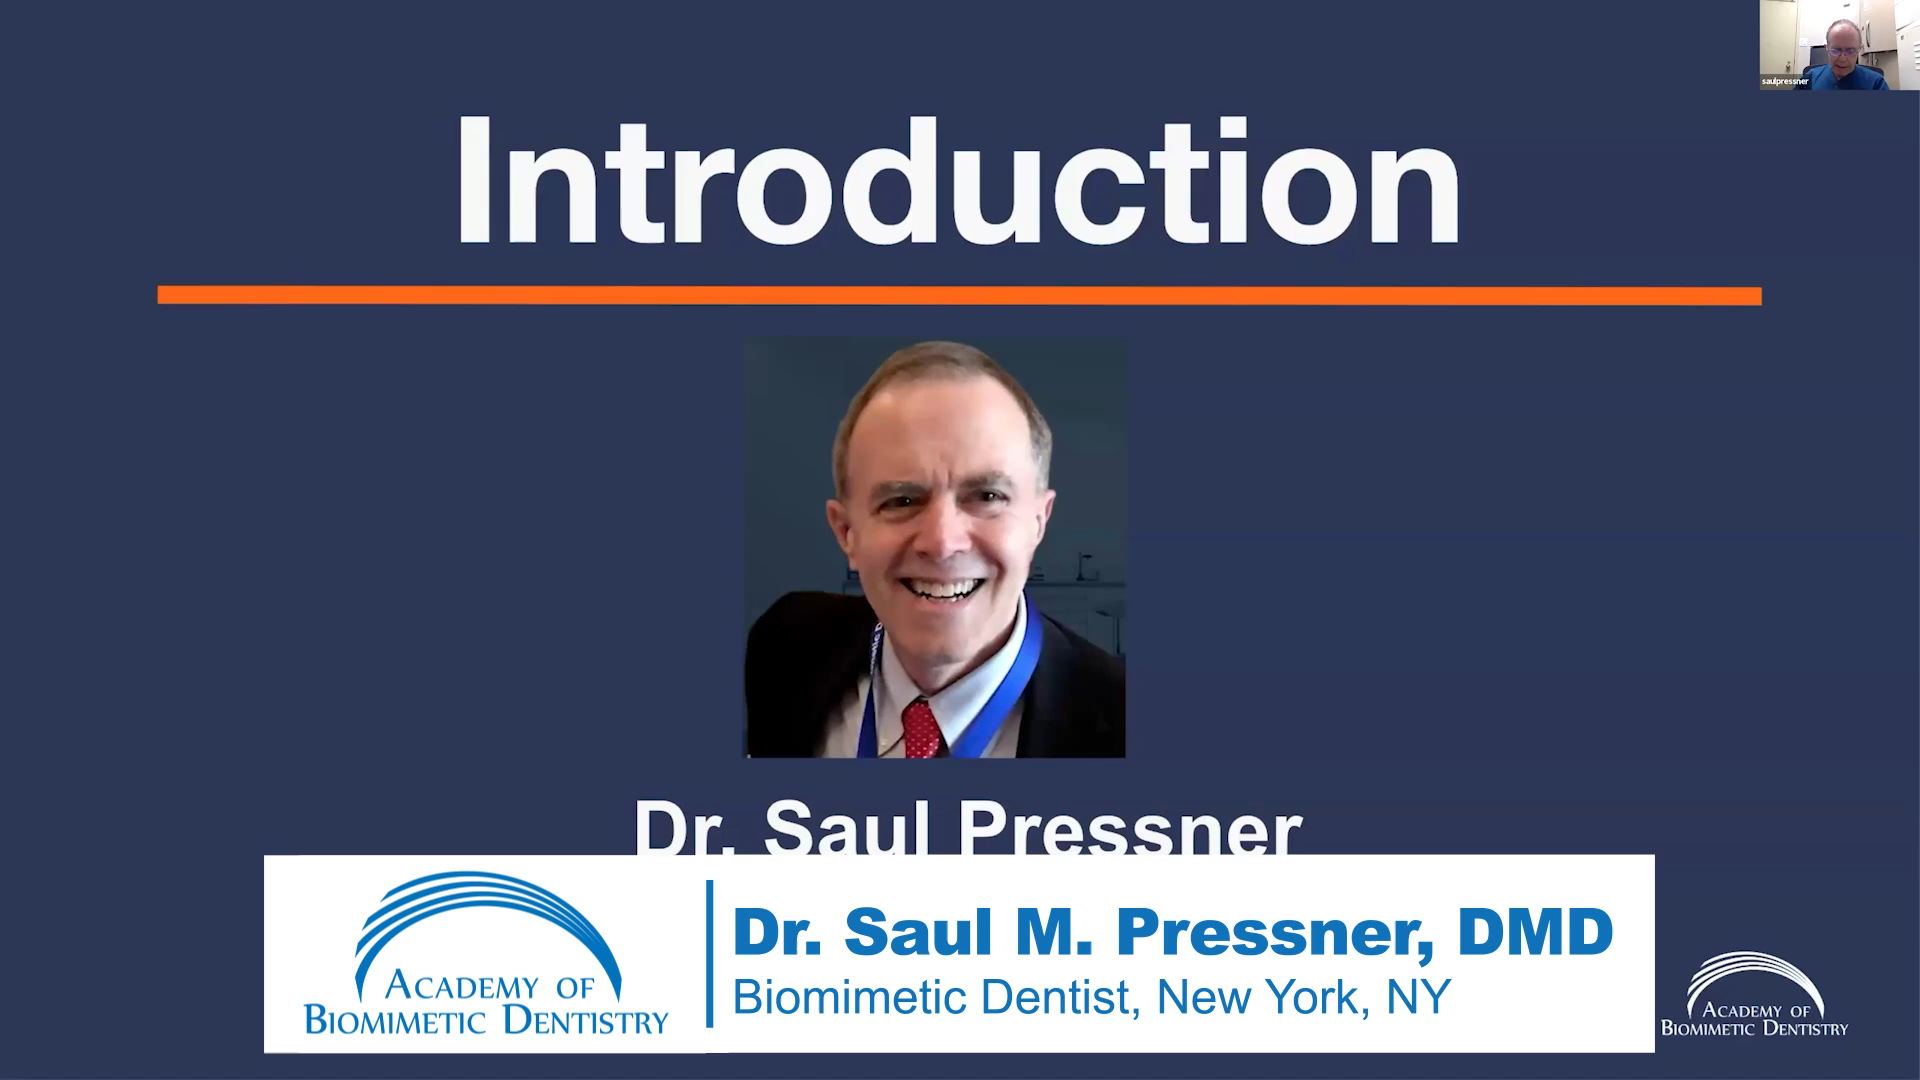 saulpressner
Introduction
Dr. Saul Pressner
ACADEMY OF
BIOMIMETIC DENTISTRY
Dr. Saul M. Pressner, DMD
Biomimetic Dentist, New York, NY
ACADEMY OF
BIOMIMETIC DENTISTRY